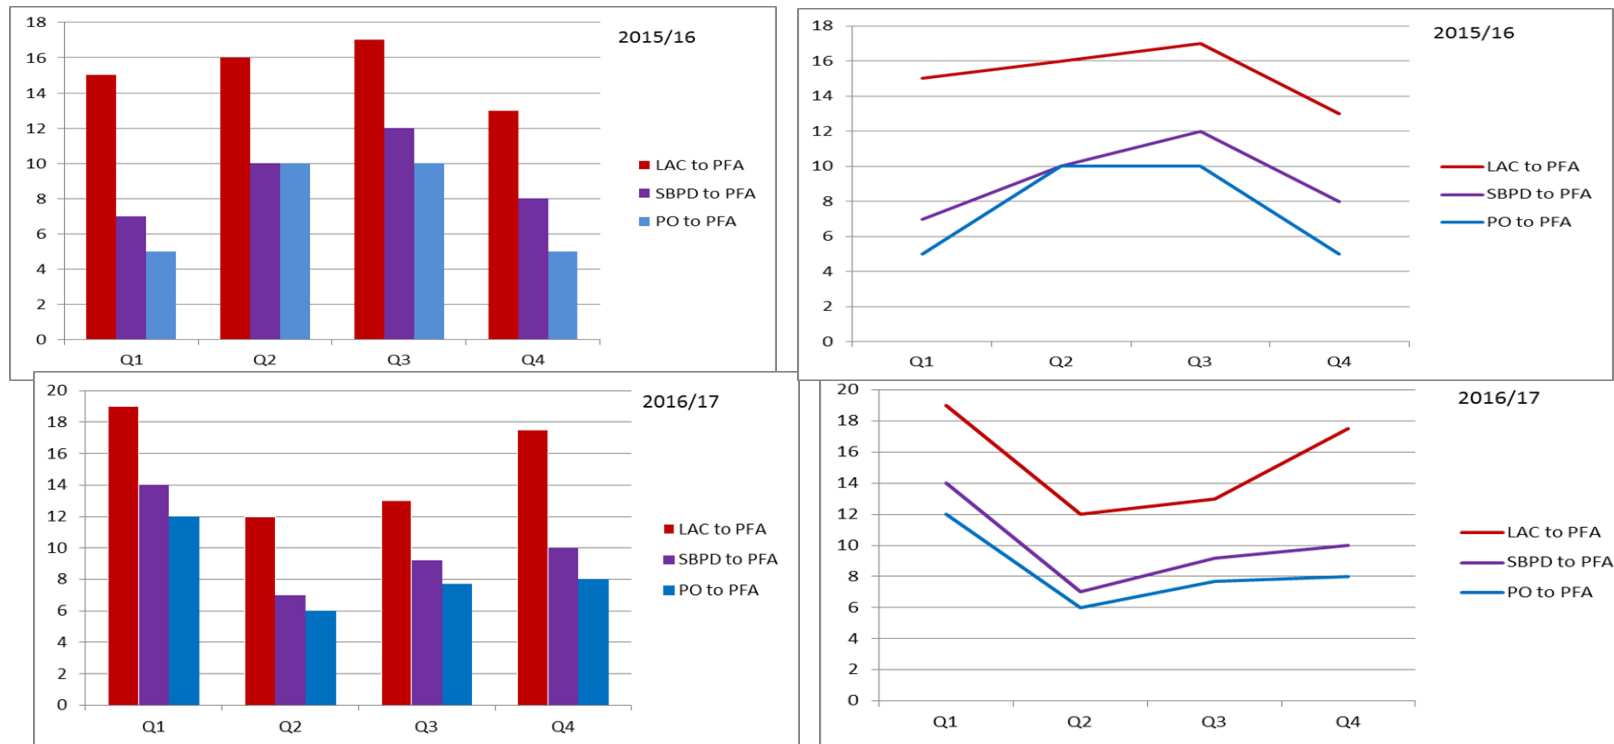 18
16
14
12
10
8
6
4
2
0
Q1 Q2 Q3 Q4
2015/16
LAC to PFA
SBPD to PFA
PO to PFA
18
16
14
12
10
8
6
4
2
0
Q1 Q2 Q3 Q4
2015/16
LAC to PFA
SBPD to PFA
PO to PFA
20
18
16
14
12
10
8
6
4
2
0
Q1 Q2 Q3 Q4
2016/17
LAC to PFA
SBPD to PFA
PO to PFA
20
18
16
14
12
10
8
6
4
2
0
Q1 Q2 Q3 Q4
2016/17
LAC to PFA
SBPD to PFA
PO to PFA